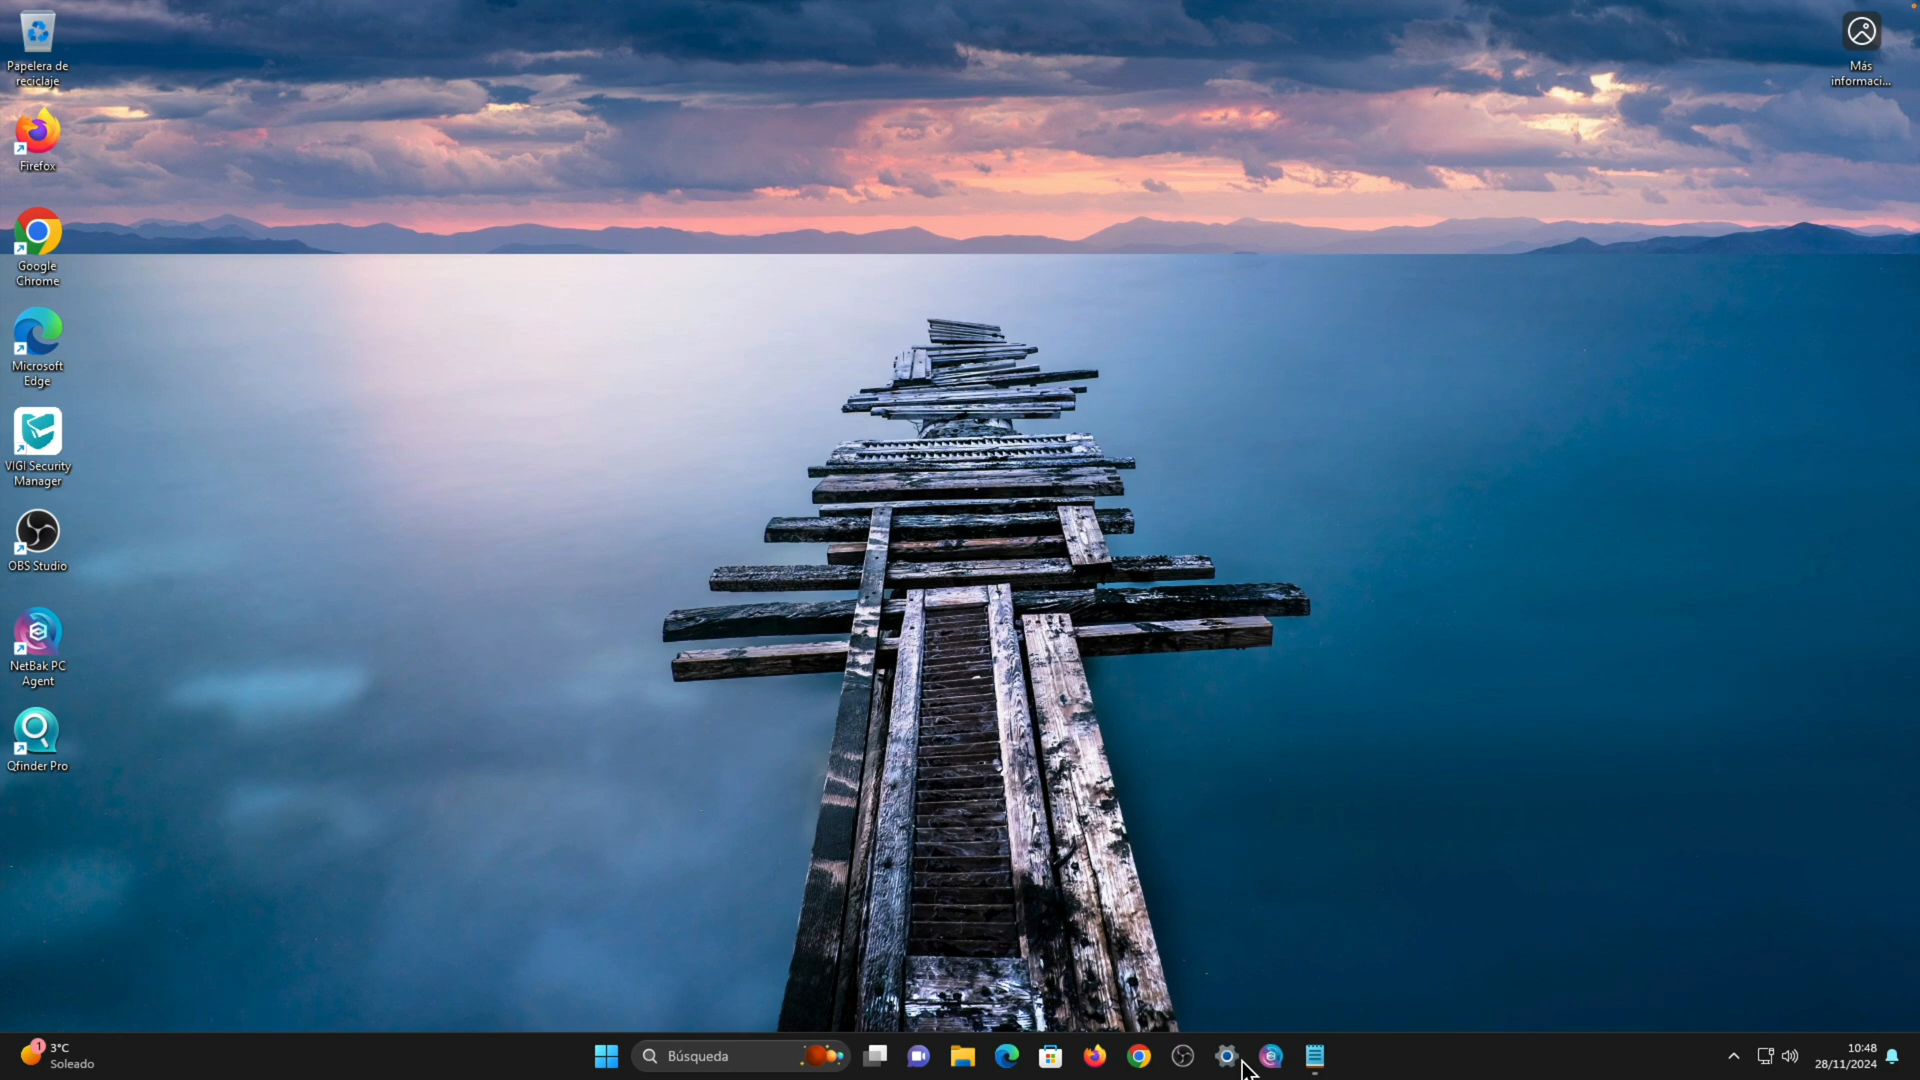 Papelera de
reciclaje
Firefox
Google
Chrome
Microsoft
Edge
VIGI Security
Manager
OBS Studio
NetBak PC
Agent
Qfinder Pro
Más
informaci...
1
3°C
Soleado
Búsqueda
10:48
28/11/2024